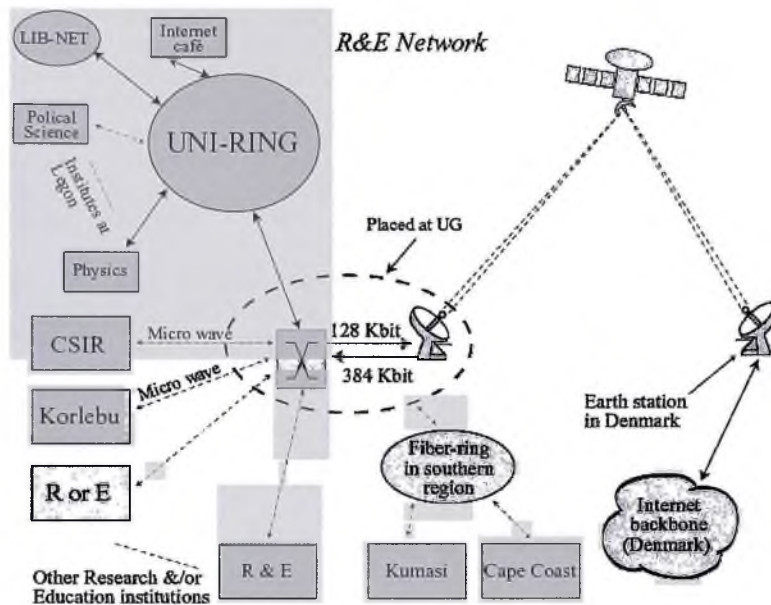 LIB-NET
Internet
café
R&E Network
Polical
Science
UNI-RING
Institutes at
Legon
Physics
Placed at UG
CSIR
Micro wave
128 Kbit
384 Kbit
Micro wave
Korlebu
Earth station
in Denmark
R or E
Fiber-ring
in southern
region
Internet
backbone
(Denmark)
R & E
Kumasi
Cape Coast
Other Research &/or
Education institutions